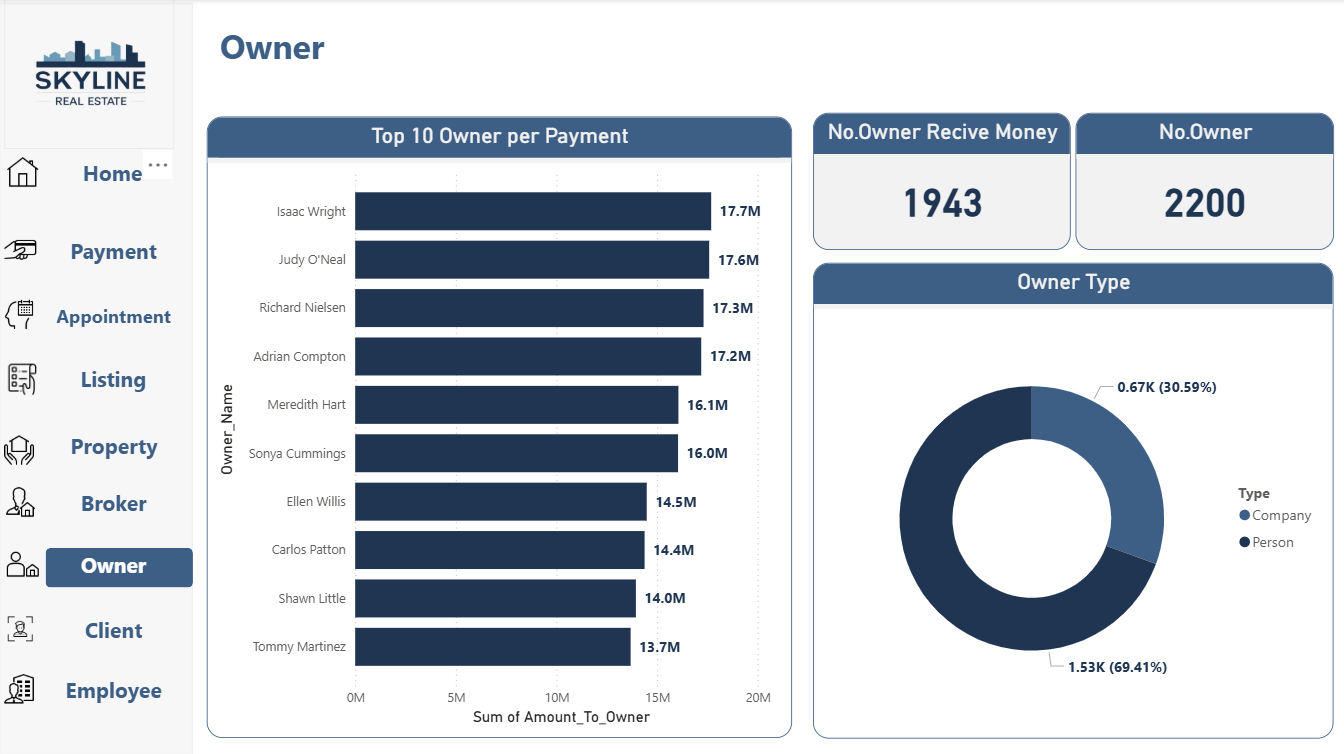 SKYLINE
REAL ESTATE
Home
...
Payment
Appointment
Listing
Property
Broker
Owner
Client
Employee
Owner
Top 10 Owner per Payment
Owner_Name
Isaac Wright 17.7M
Judy O'Neal 17.6M
Richard Nielsen 17.3M
Adrian Compton 17.2M
Meredith Hart 16.1M
Sonya Cummings 16.0M
Ellen Willis 14.5M
Carlos Patton 14.4M
Shawn Little 14.0M
Tommy Martinez 13.7M
0M 5M 10M 15M 20M
Sum of Amount_To_Owner
No.Owner Recive Money
1943
No.Owner
2200
Owner Type
0.67K (30.59%)
1.53K (69.41%)
Type
Company
Person